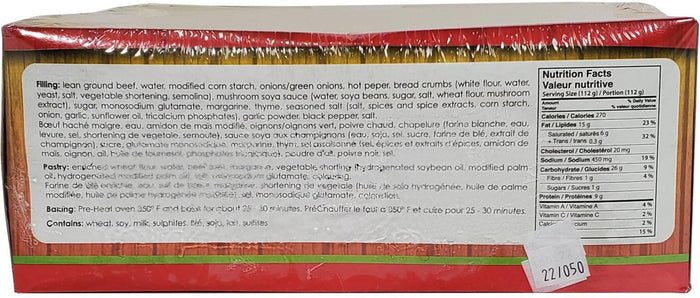 Filling: lean ground beef, water, modified corn starch, onions/green onions, hot peper, bread crumbs (white flour, water,
yeast, salt, vegetable shortening, semolina), mushroom soya sauce (water, soya beans, sugar, salt, wheat flour, mushroom
extract), sugar, monosodium glutamate, margarine, thyme, seasoned salt (salt, spices and spice extracts, corn starch,
onion, garlic, sunflower oil, tricalcium phosphates), garlic powder, black pepper, salt.
Bœuf haché maigre, eau, amidon de maïs modifié, oignons/oignons vert, poivre chaud, chapelure (farine blanche, eau,
levure, sel, shortening de vegetale, semoule), sauce soya aux champignons (eau, soja, sel, sucre, farine de blé, extrait de
champignon), sucre, glutamate monosodique, margarine, thym, sel assaisonné (sel, épices et extraits d'épices, amidon de
maïs, oignon, ail, huile de tournesol, phosphates tricalcique), poudre d'ail, poivre noir, sel.
Pastry: enriched wheat flour, water, beef suet, margarine, vegetable shorting (hydrogenated soybean oil, modified palm
oil, hydrogenated modified palm oil), salt, monosodium glutamate, colouring.
Farine de blé enrichie, eau, suif de bœuf, margarine, shortening de vegetale (huile de soja hydrogenée, huile de palme
modifiée, huile de palme hydrogenée modifiée), sel, monosodique glutamate, coloration.
Baking: Pre-Heat oven 350° F and bake for about 25 - 30 minutes. PréChauffer le four a 350° F et cuire pour 25 - 30 minutes.
Contains: wheat, soy, milk, sulphites. Blé, soja, lait, sulfites
Nutrition Facts
Valeur nutritive
Serving Size (112 g) / Portion (112 g)
Amount % Daily Value
Teneur % valeur quotidienne
Calories / Calories 270
Fat / Lipides 15 g 23 %
Saturated / saturés 6 g
+ Trans / trans 0.3 g 32 %
Cholesterol / Cholestérol 20 mg
Sodium / Sodium 450 mg 19 %
Carbohydrate / Glucides 26 g 9 %
Fibre / Fibres 1 g 4 %
Sugars / Sucres 1 g
Protein / Protéines 9 g
Vitamin A / Vitamine A 4 %
Vitamin C / Vitamine C 2 %
2 %
15 %
22/050